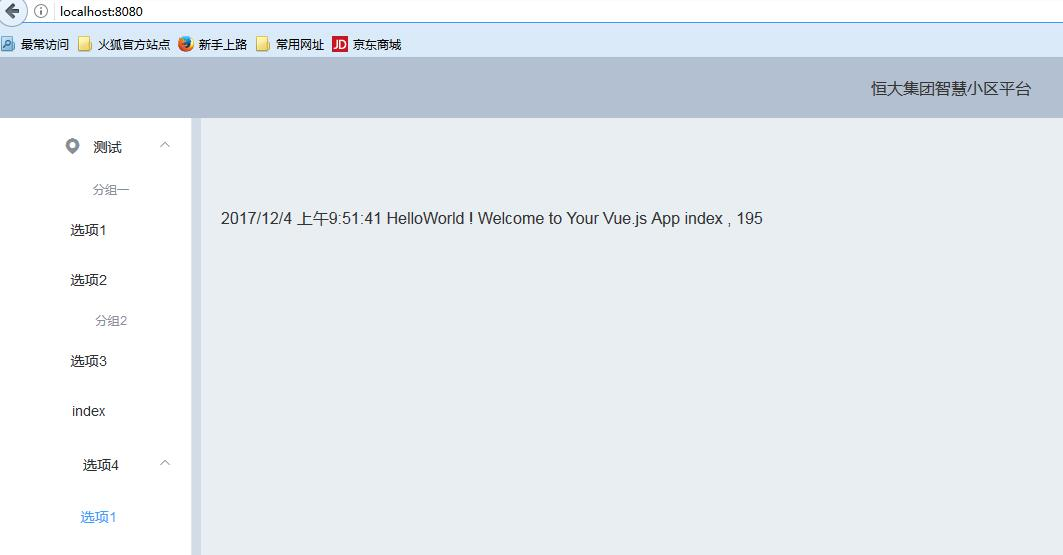 localhost:8080
最常访问 火狐官方站点 新手上路 常用网址 JD 京东商城
恒大集团智慧小区平台
测试
分组一
选项1
选项2
分组2
选项3
index
选项4
选项1
2017/12/4 上午9:51:41 HelloWorld ! Welcome to Your Vue.js App index , 195